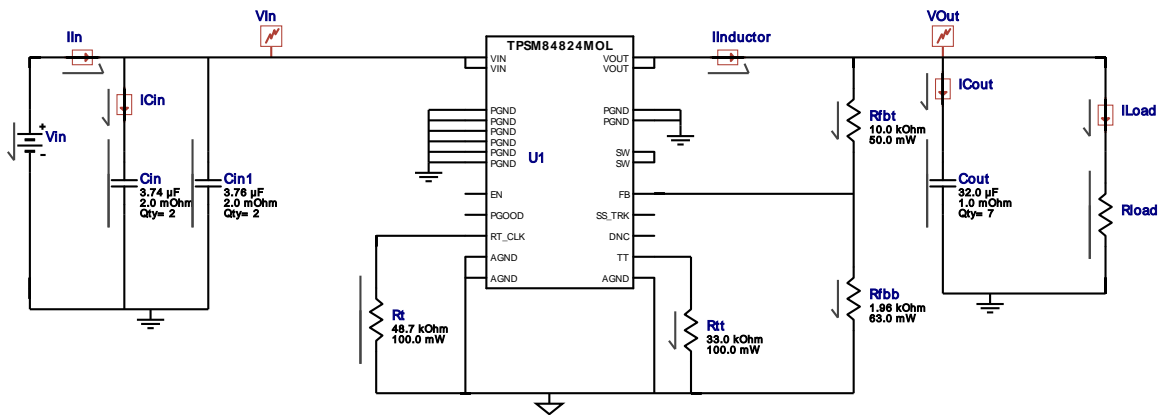 IIn
VIn
TPSM84824MOL
IInductor
VOut
VIN
VIN
VOUT
VOUT
ICin
ICout
ILoad
Vin
+
-
PGND
PGND
PGND
PGND
PGND
PGND
PGND
PGND
U1
SW
SW
Rfbt
10.0 kOhm
50.0 mW
Cin
3.74 µF
2.0 mOhm
Qty= 2
Cin1
3.76 µF
2.0 mOhm
Qty= 2
Cout
32.0 µF
1.0 mOhm
Qty= 7
Rload
EN
FB
PGOOD
SS_TRK
RT_CLK
DNC
AGND
TT
AGND
AGND
Rfbb
1.96 kOhm
63.0 mW
Rt
48.7 kOhm
100.0 mW
Rtt
33.0 kOhm
100.0 mW